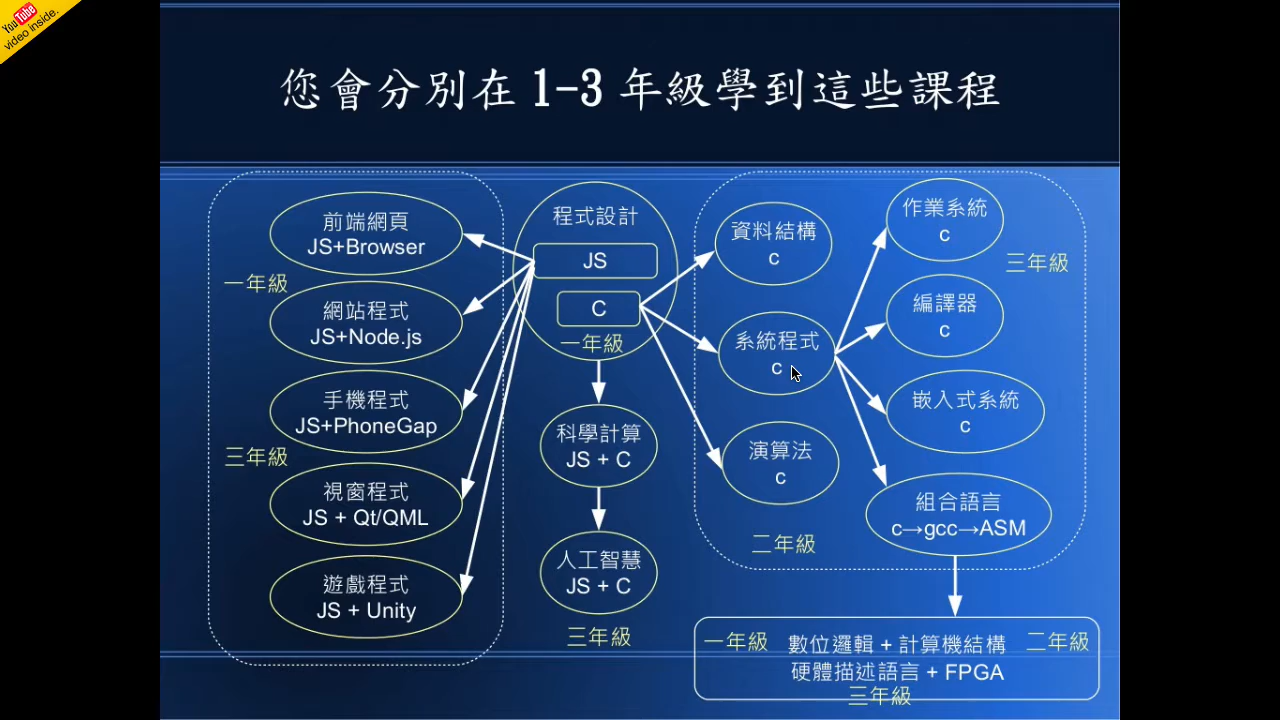 YouTube
video inside.
您會分別在 1-3 年級學到這些課程
前端網頁
JS+Browser
一年級
網站程式
JS+Node.js
手機程式
JS+PhoneGap
三年級
視窗程式
JS + Qt/QML
遊戲程式
JS + Unity
程式設計
JS
C
一年級
科學計算
JS + C
人工智慧
JS + C
三年級
資料結構
c
系統程式
c
演算法
c
二年級
作業系統
c
三年級
編譯器
c
嵌入式系統
c
組合語言
c→gcc→ASM
一年級 數位邏輯 + 計算機結構 二年級
硬體描述語言 + FPGA
三年級